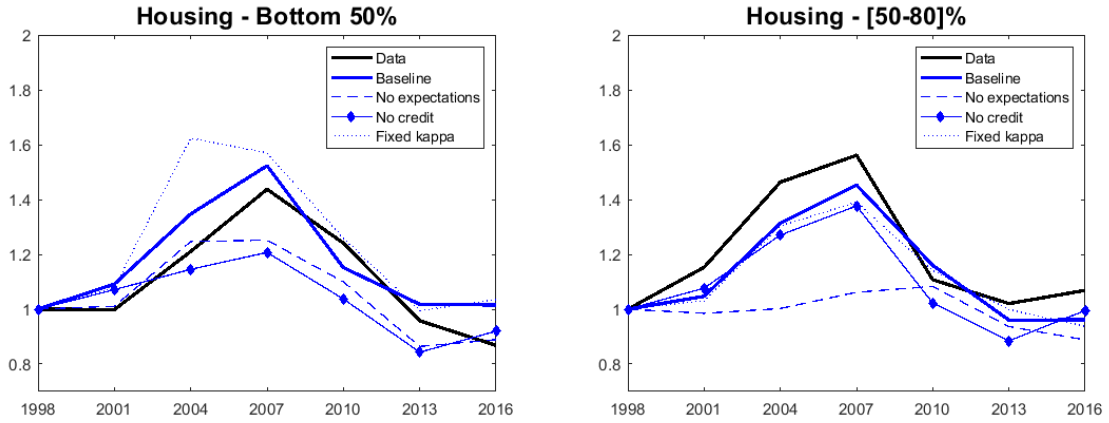 Housing - Bottom 50%
2
1.8
1.6
1.4
1.2
1
0.8
1998 2001 2004 2007 2010 2013 2016
Data
Baseline
No expectations
No credit
Fixed kappa
Housing - [50-80]%
2
1.8
1.6
1.4
1.2
1
0.8
1998 2001 2004 2007 2010 2013 2016
Data
Baseline
No expectations
No credit
Fixed kappa